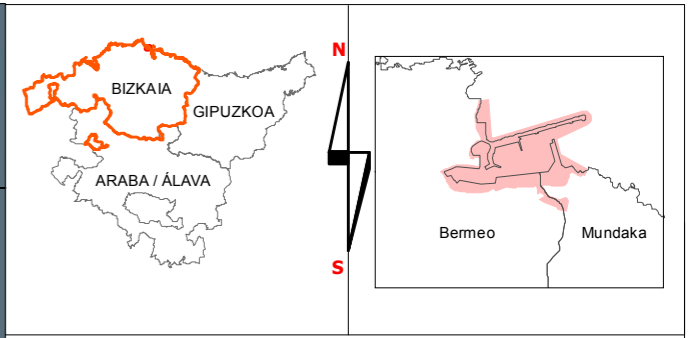 BIZKAIA
GIPUZKOA
ARABA / ÁLAVA
N
S
Bermeo
Mundaka